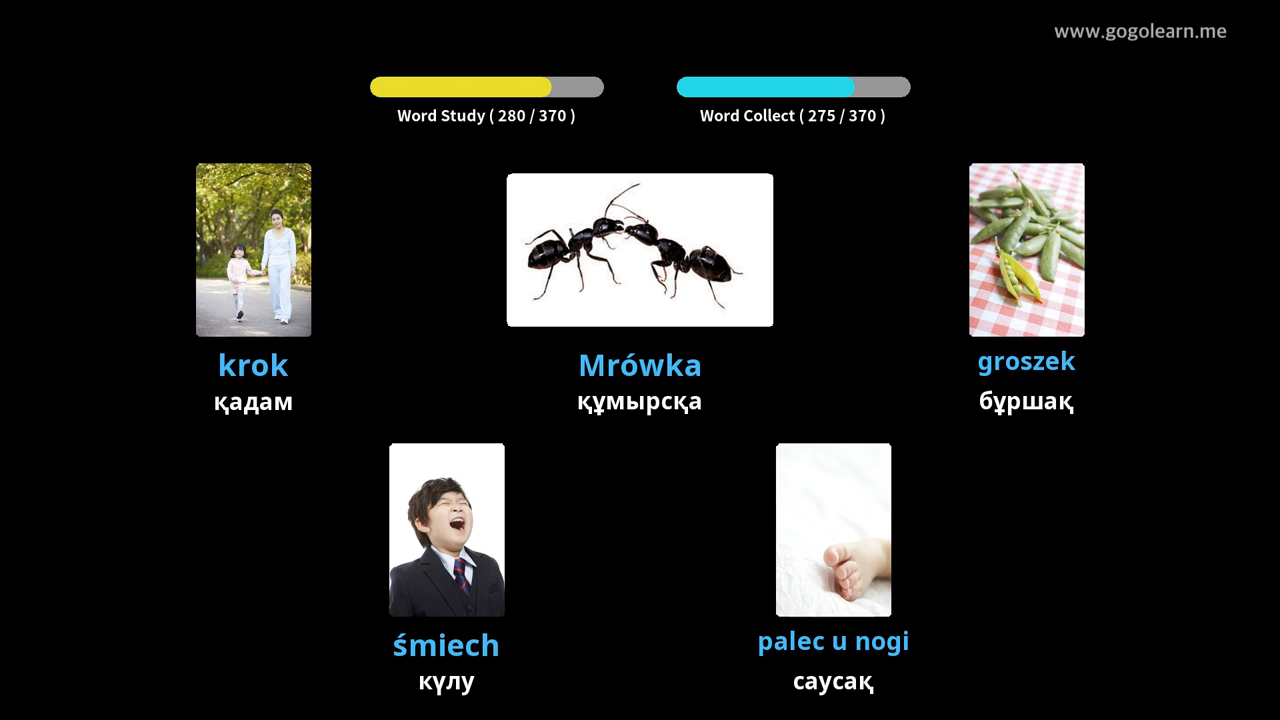 www.gogolearn.me
Word Study ( 280 / 370 )
Word Collect ( 275 / 370 )
krok
қадам
Mrówka
құмырсқа
groszek
бұршақ
śmiech
күлу
palec u nogi
саусақ